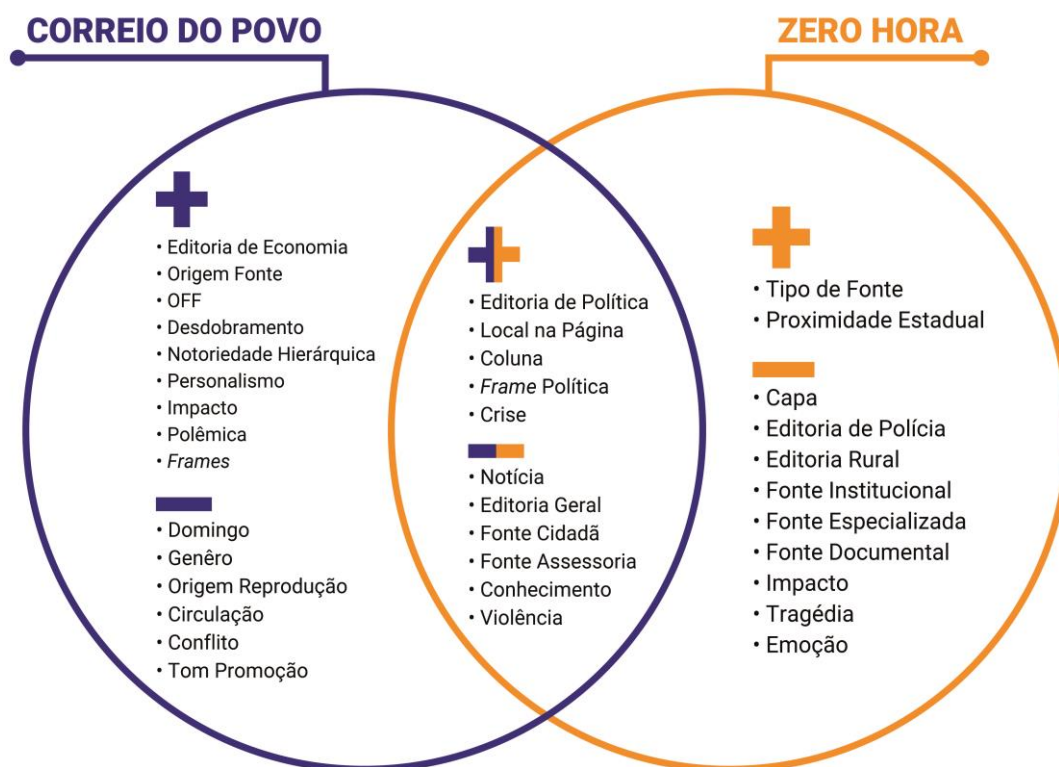 CORREIO DO POVO
ZERO HORA
• Editoria de Economia
• Origem Fonte
• OFF
• Desdobramento
• Notoriedade Hierárquica
• Personalismo
• Impacto
• Polêmica
• Frames
• Domingo
• Genêro
• Origem Reprodução
• Circulação
• Conflito
• Tom Promoção
• Editoria de Política
• Local na Página
• Coluna
• Frame Política
• Crise
• Notícia
• Editoria Geral
• Fonte Cidadã
• Fonte Assessoria
• Conhecimento
• Violência
• Tipo de Fonte
• Proximidade Estadual
• Capa
• Editoria de Polícia
• Editoria Rural
• Fonte Institucional
• Fonte Especializada
• Fonte Documental
• Impacto
• Tragédia
• Emoção